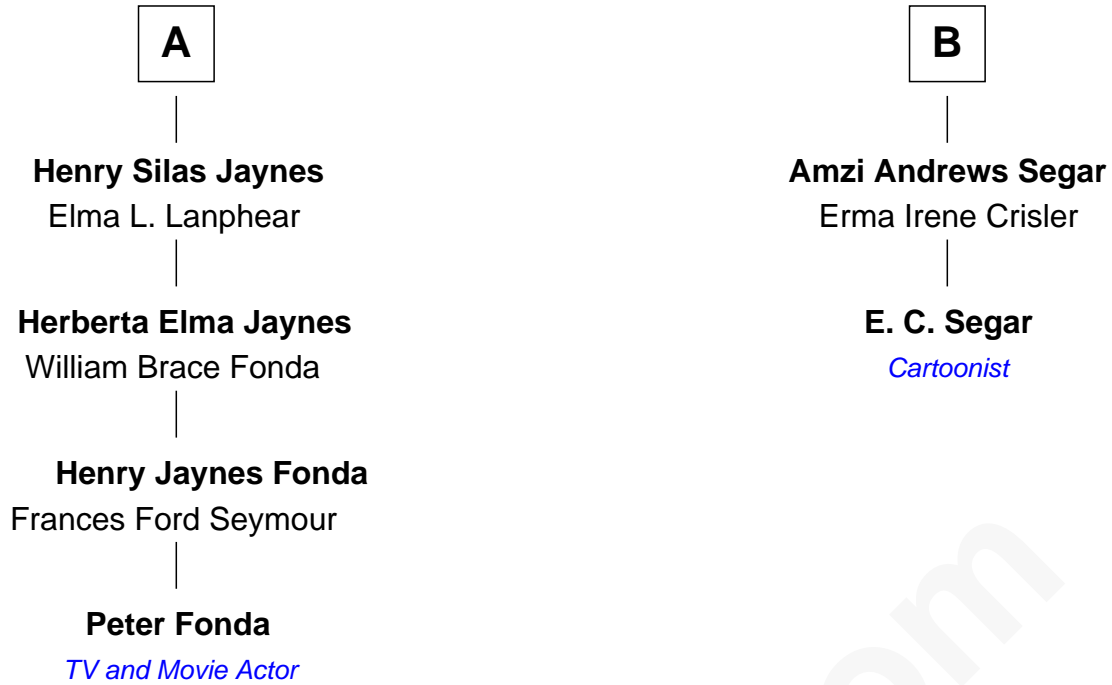 A
Henry Silas Jaynes
Elma L. Lanphear
Herberta Elma Jaynes
William Brace Fonda
Henry Jaynes Fonda
Frances Ford Seymour
Peter Fonda
TV and Movie Actor
B
Amzi Andrews Segar
Erma Irene Crisler
E. C. Segar
Cartoonist
om